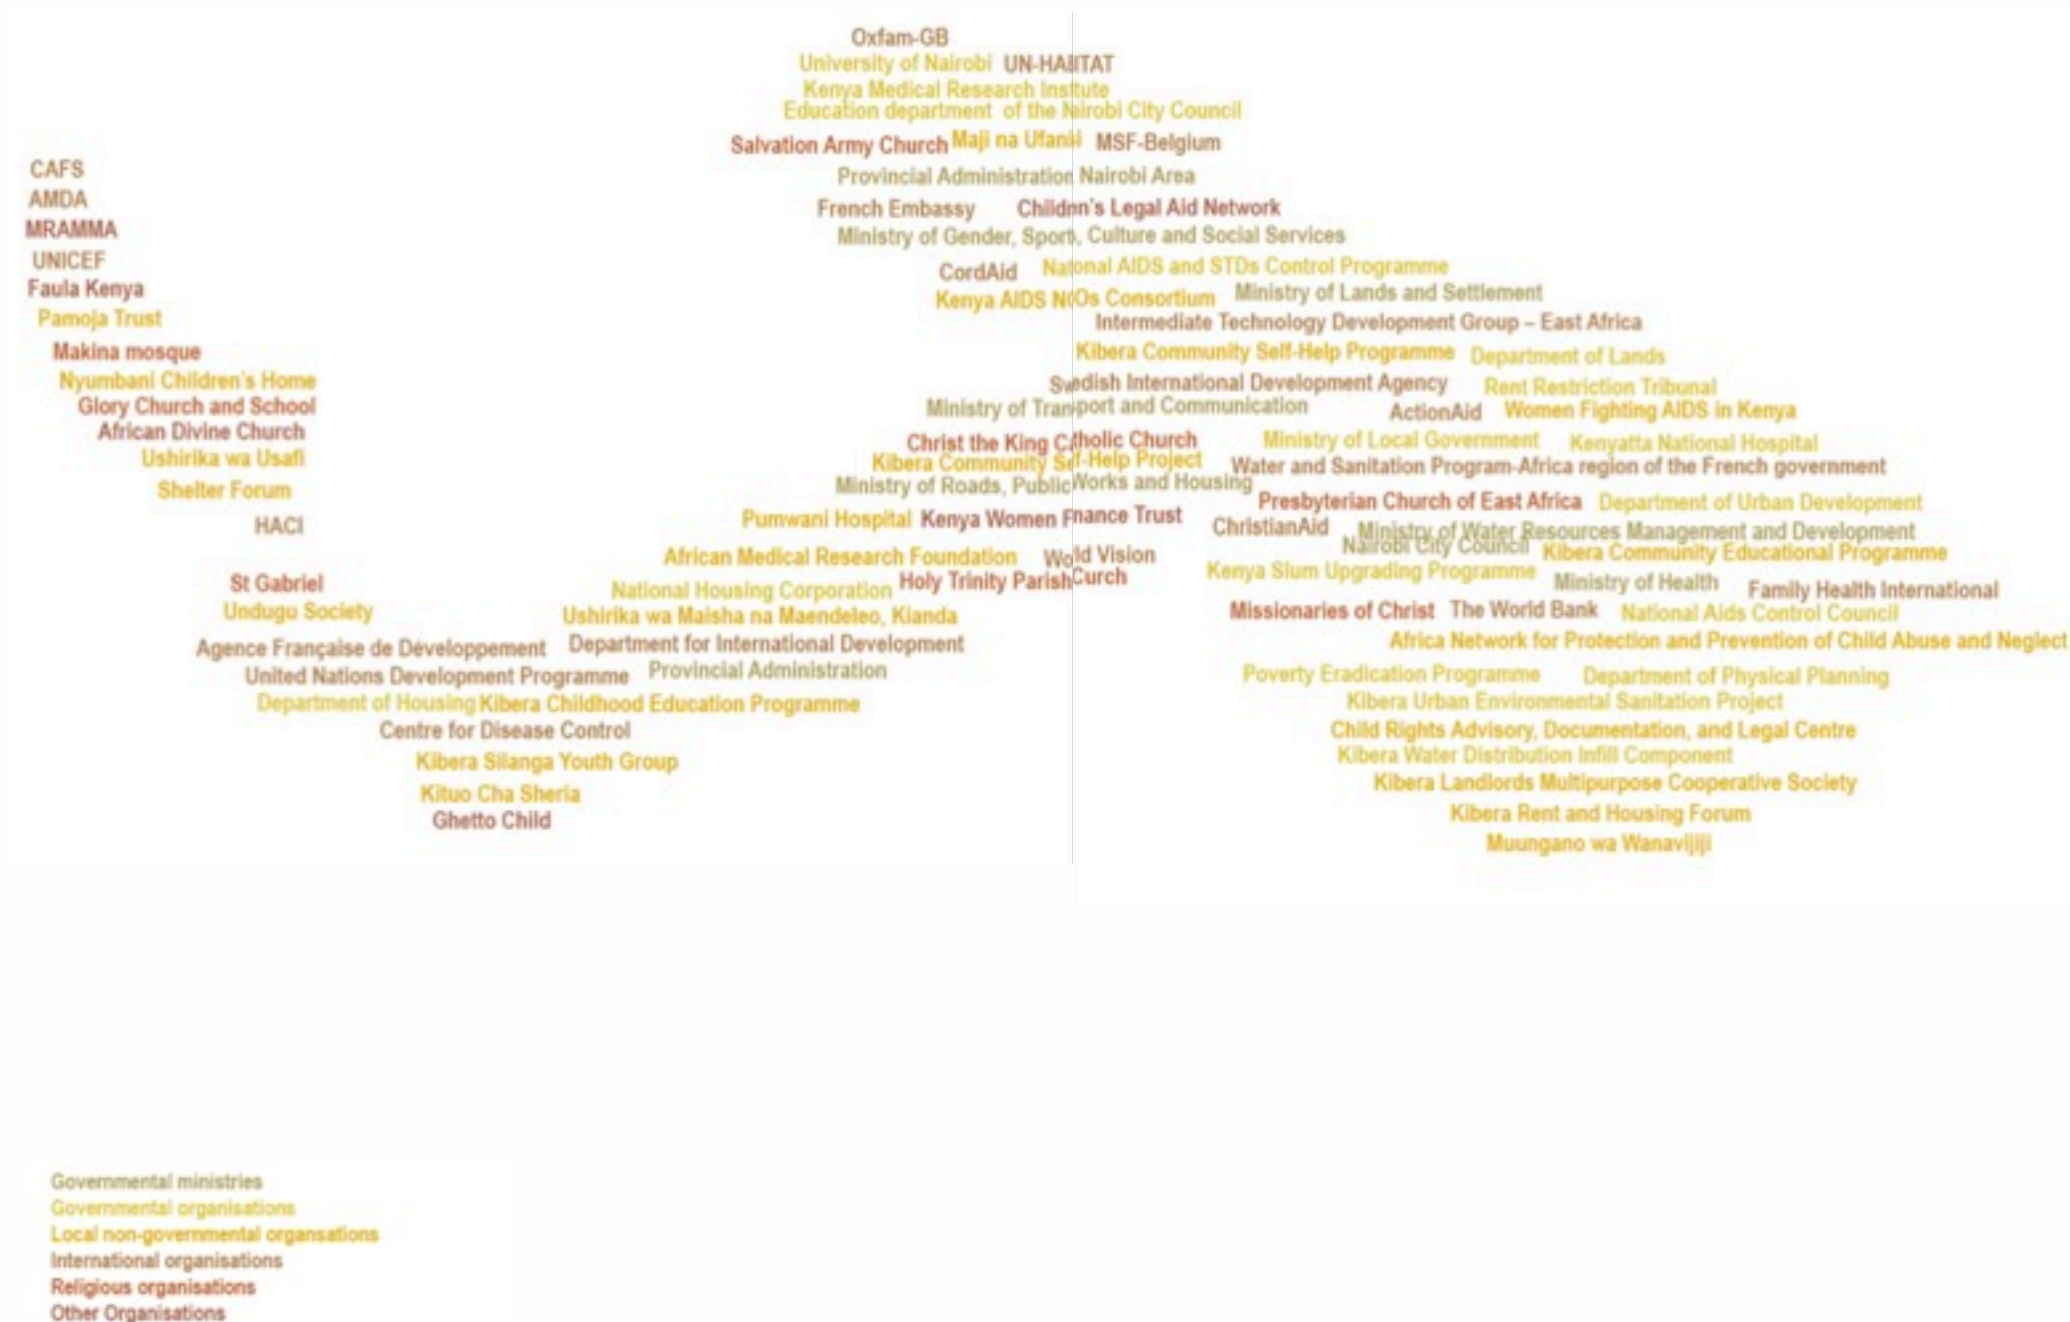 Oxfam-GB
University of Nairobi UN-HABITAT
Kenya Medical Research Institute
Education department of the Nirobi City Council
Salvation Army Church Maji na Ufanisi MSF-Belgium
Provincial Administration Nairobi Area
French Embassy Children's Legal Aid Network
Ministry of Gender, Sports, Culture and Social Services
CordAid National AIDS and STDs Control Programme
Kenya AIDS NGOs Consortium Ministry of Lands and Settlement
Intermediate Technology Development Group – East Africa
Kibera Community Self-Help Programme Department of Lands
Swedish International Development Agency Rent Restriction Tribunal
Ministry of Transport and Communication ActionAid Women Fighting AIDS in Kenya
Christ the King Catholic Church Ministry of Local Government Kenyatta National Hospital
Kibera Community Self-Help Project Water and Sanitation Program-Africa region of the French government
Ministry of Roads, Public Works and Housing
Presbyterian Church of East Africa Department of Urban Development
Pumwani Hospital Kenya Women Finance Trust ChristianAid Ministry of Water Resources Management and Development
Nairobi City Council Kibera Community Educational Programme
African Medical Research Foundation World Vision
Kenya Slum Upgrading Programme Ministry of Health Family Health International
National Housing Corporation Holy Trinity Parish Curch
Missionaries of Christ The World Bank National Aids Control Council
Ushirika wa Maisha na Maendeleo, Kianda
Africa Network for Protection and Prevention of Child Abuse and Neglect
Poverty Eradication Programme Department of Physical Planning
Kibera Urban Environmental Sanitation Project
Child Rights Advisory, Documentation, and Legal Centre
Kibera Water Distribution Infill Component
Kibera Landlords Multipurpose Cooperative Society
Kibera Rent and Housing Forum
Muungano wa Wanavijiji
CAFS
AMDA
MRAMMA
UNICEF
Faula Kenya
Pamoja Trust
Makina mosque
Nyumbani Children's Home
Glory Church and School
African Divine Church
Ushirika wa Usafi
Shelter Forum
HACI
St Gabriel
Undugu Society
Agence Française de Développement Department for International Development
United Nations Development Programme Provincial Administration
Department of Housing Kibera Childhood Education Programme
Centre for Disease Control
Kibera Silanga Youth Group
Kituo Cha Sheria
Ghetto Child
Governmental ministries
Governmental organisations
Local non-governmental organsations
International organisations
Religious organisations
Other Organisations